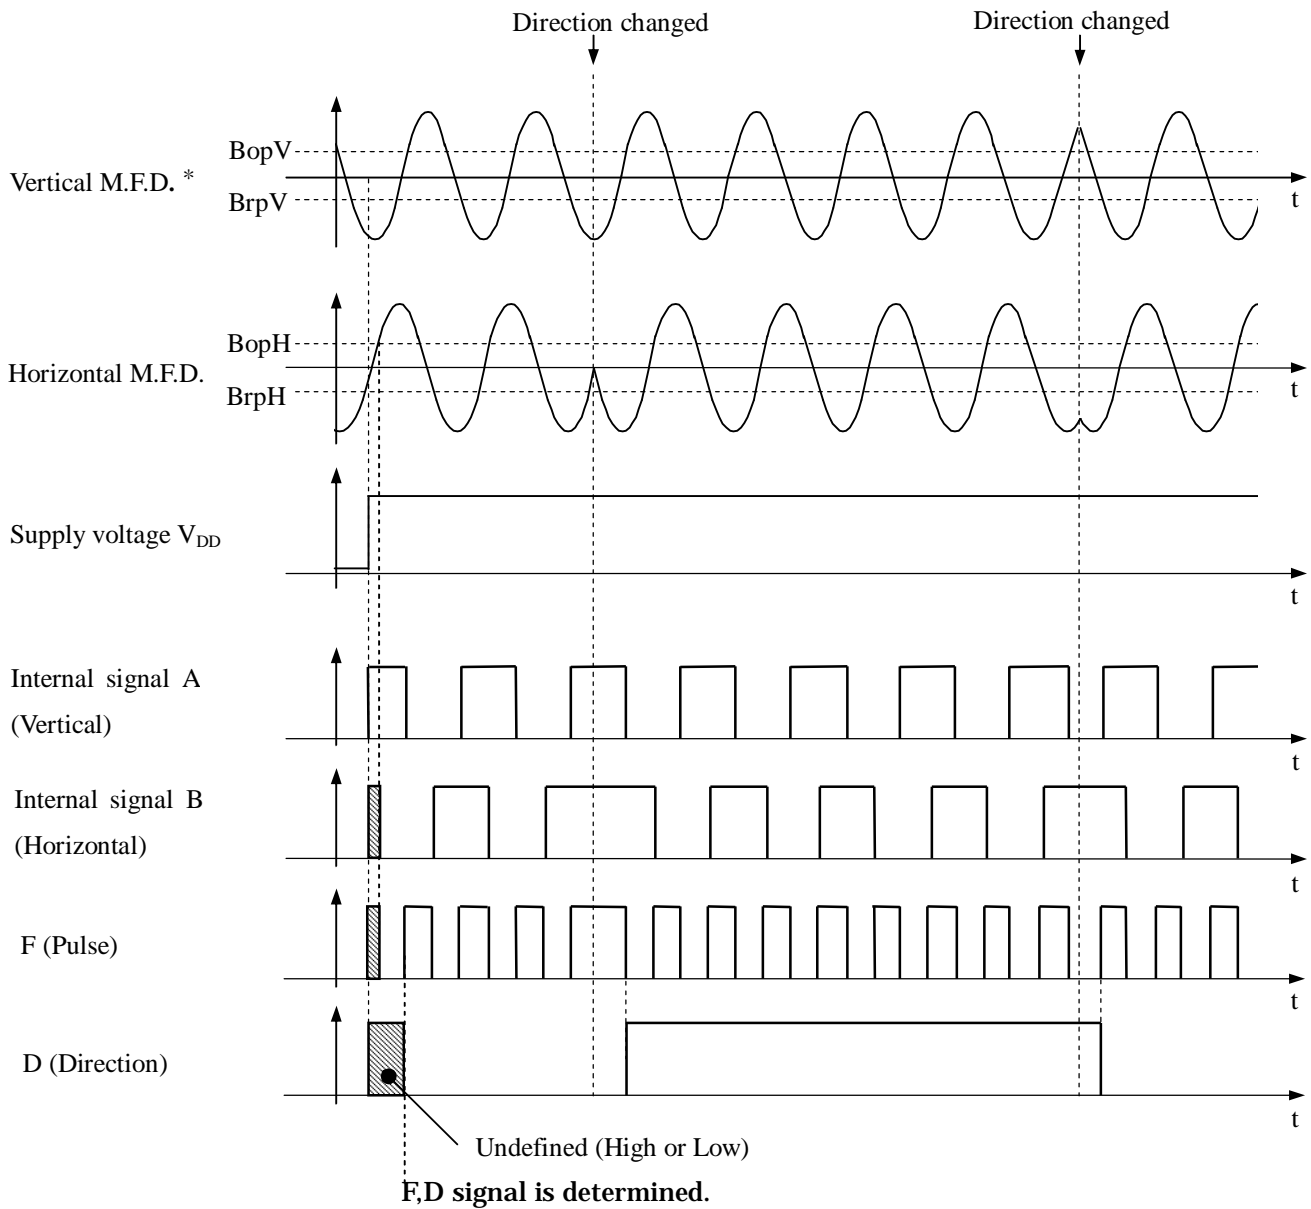 Direction changed
Direction changed
BopV
Vertical M.F.D. *
BrpV
t
BopH
Horizontal M.F.D.
BrpH
t
Supply voltage VDD
t
Internal signal A
(Vertical)
t
Internal signal B
(Horizontal)
t
F (Pulse)
t
D (Direction)
t
Undefined (High or Low)
F,D signal is determined.